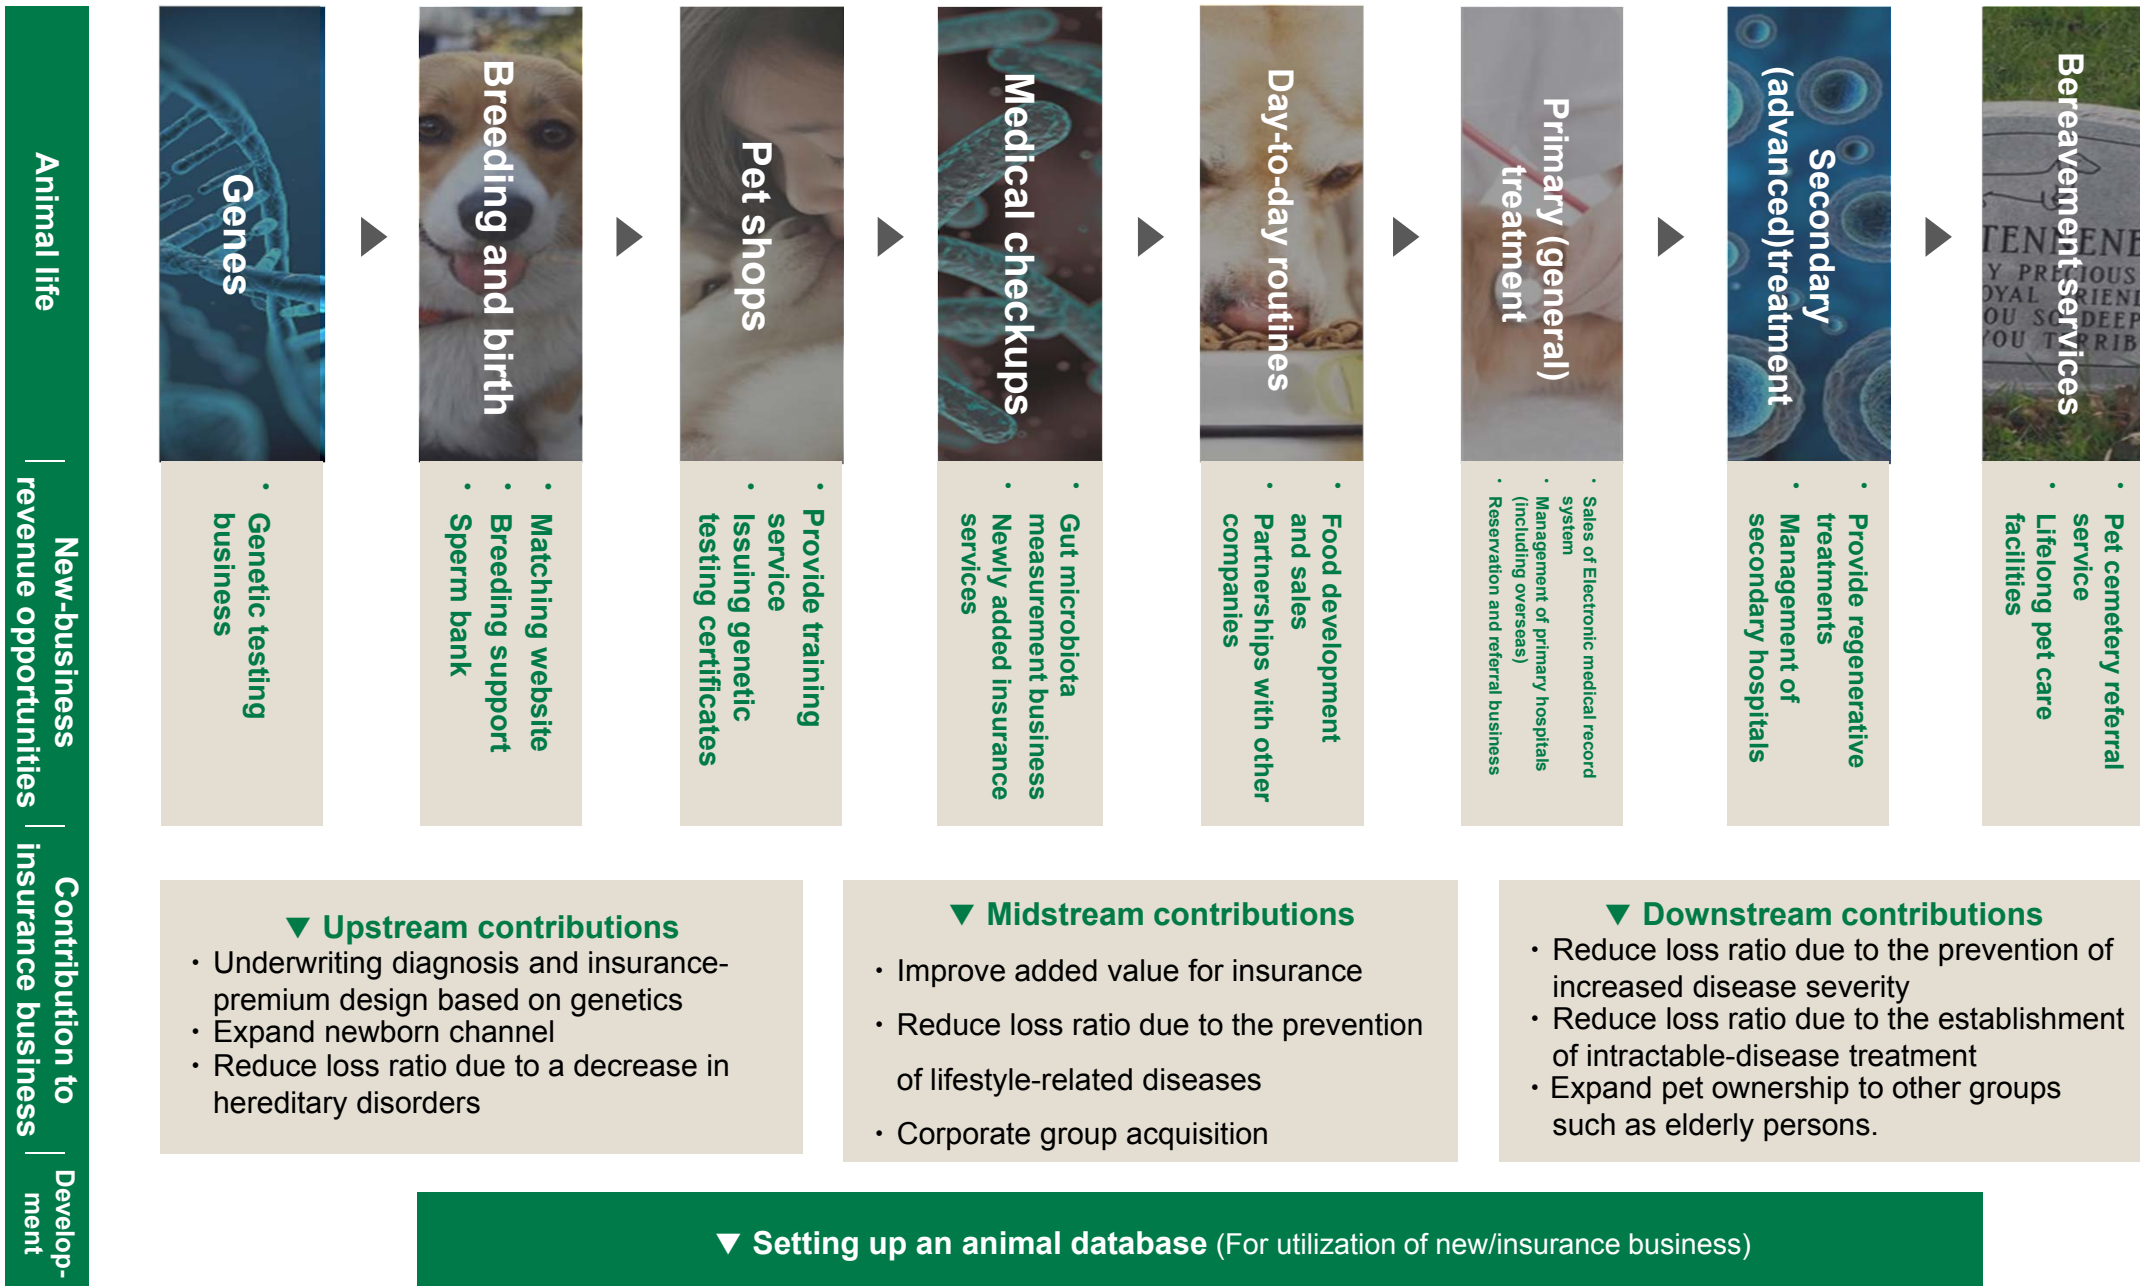 Animal life
Genes
Breeding and birth
Pet shops
Medical checkups
Day-to-day routines
Primary (general)
treatment
Secondary
(advanced)treatment
Bereavement services
TENNENB
Y PRECIOUS
OYAL FRIEND
OU SO DEEP
YOU TERRIB
New-business
revenue opportunities
・Genetic testing
business
・Matching website
・Breeding support
・Sperm bank
・Provide training
service
・Issuing genetic
testing certificates
・Gut microbiota
measurement business
・Newly added insurance
services
・Food development
and sales
・Partnerships with other
companies
・Sales of Electronic medical record
system
・Management of primary hospitals
(including overseas)
・Reservation and referral business
・Provide regenerative
treatments
・Management of
secondary hospitals
・Pet cemetery referral
service
・Lifelong pet care
facilities
Contribution to
insurance business
▼ Upstream contributions
・Underwriting diagnosis and insurance-
premium design based on genetics
・Expand newborn channel
・Reduce loss ratio due to a decrease in
hereditary disorders
▼ Midstream contributions
・Improve added value for insurance
・Reduce loss ratio due to the prevention
of lifestyle-related diseases
・Corporate group acquisition
▼ Downstream contributions
・Reduce loss ratio due to the prevention of
increased disease severity
・Reduce loss ratio due to the establishment
of intractable-disease treatment
・Expand pet ownership to other groups
such as elderly persons.
Develop-
ment
▼ Setting up an animal database (For utilization of new/insurance business)